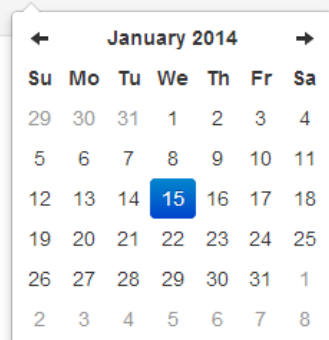 ← January 2014 →
Su Mo Tu We Th Fr Sa
29 30 31 1 2 3 4
5 6 7 8 9 10 11
12 13 14 15 16 17 18
19 20 21 22 23 24 25
26 27 28 29 30 31 1
2 3 4 5 6 7 8